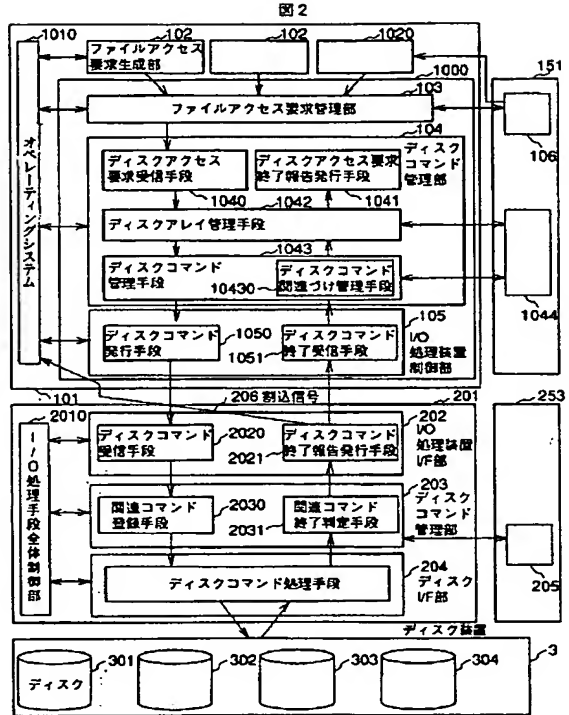 図2
1010
102
102
1020
ファイルアクセス
要求生成部
1000
151
103
ファイルアクセス要求管理部
106
104
オペレーティングシステム
ディスクアクセス
要求受信手段
ディスクアクセス要求
終了報告発行手段
ディスク
コマンド
管理部
1040
1042
1041
ディスクアレイ管理手段
1043
ディスクコマンド
管理手段
ディスクコマンド
関連づけ管理手段
10430
1044
105
ディスクコマンド
発行手段
1050
ディスクコマンド
終了受信手段
1051
I/O
処理装置
制御部
101
206 割込信号
201
253
2010
202
I/O処理手段全体制御部
ディスクコマンド
受信手段
2020
ディスクコマンド
終了報告発行手段
2021
I/O
処理装置
I/F部
203
関連コマンド
登録手段
2030
関連コマンド
終了判定手段
2031
ディスク
コマンド
管理部
204
ディスクコマンド処理手段
ディスク
I/F部
205
ディスク装置
301
302
303
304
3
ディスク